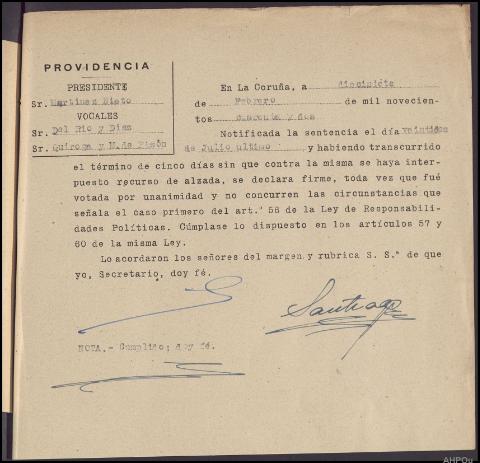 PROVIDENCIA
PRESIDENTE
Sr. Martinez Nieto
VOCALES
Sr. Del Rio y Diaz
Sr. Quiroga y N. de Pisón
En La Coruña, a diecisiete
de Febrero de mil novecien-
tos cuarenta y dos
Notificada la sentencia el día veintidos
de Julio ultimo y habiendo transcurrido
el término de cinco días sin que contra la misma se haya inter-
puesto recurso de alzada, se declara firme, toda vez que fué
votada por unanimidad y no concurren las circunstancias que
señala el caso primero del art.º 56 de la Ley de Responsabili-
dades Políticas. Cúmplase lo dispuesto en los artículos 57 y
60 de la misma Ley.
Lo acordaron los señores del margen y rubrica S. S.ª de que
yo, Secretario, doy fé.
Santiago
NOTA.- Cumplido; doy fé.
AHPOu